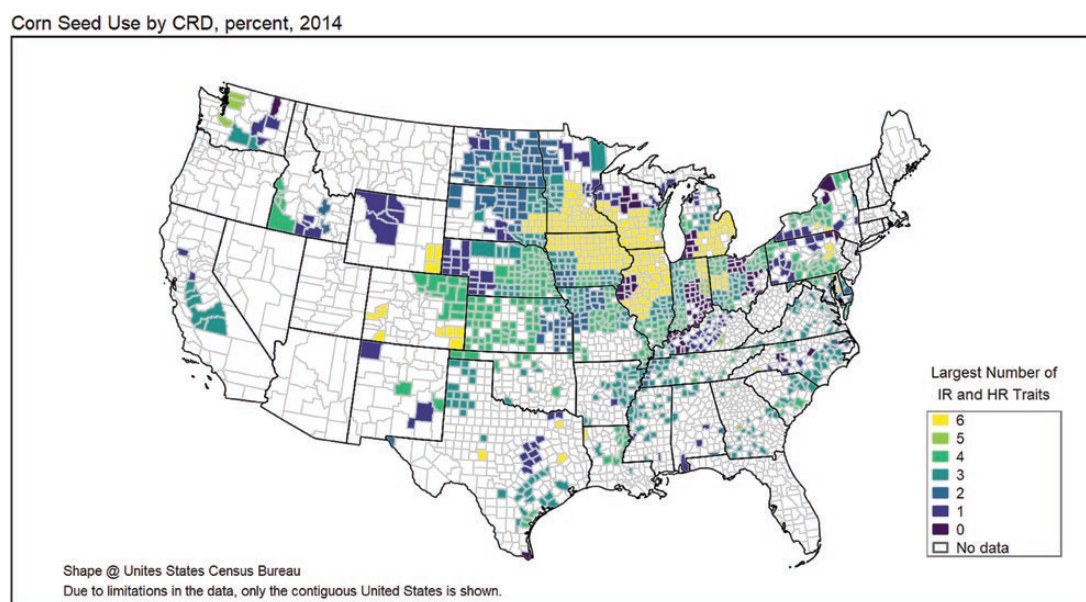 Corn Seed Use by CRD, percent, 2014
Largest Number of
IR and HR Traits
6
5
4
3
2
1
0
No data
Shape @ Unites States Census Bureau
Due to limitations in the data, only the contiguous United States is shown.